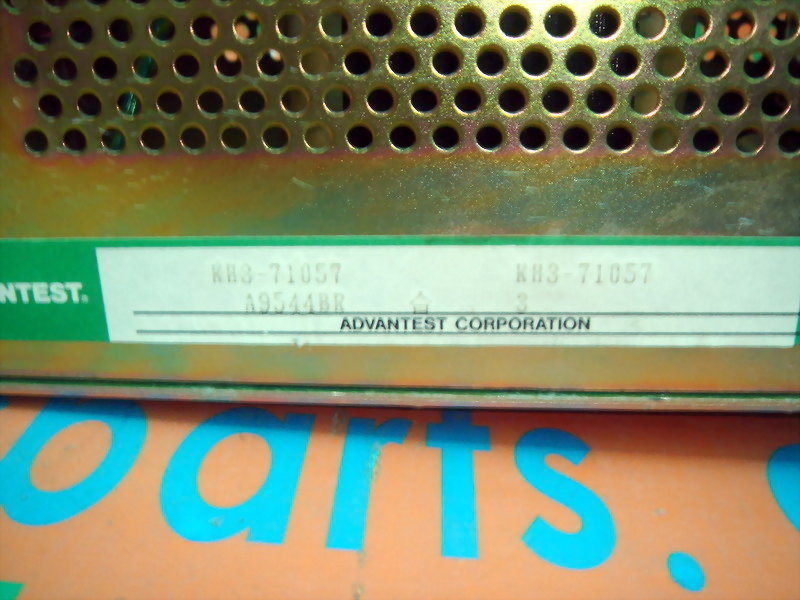 NTEST.
KH3-71057 KH3-71057
A9544BR ☆ 3
ADVANTEST CORPORATION
parts.